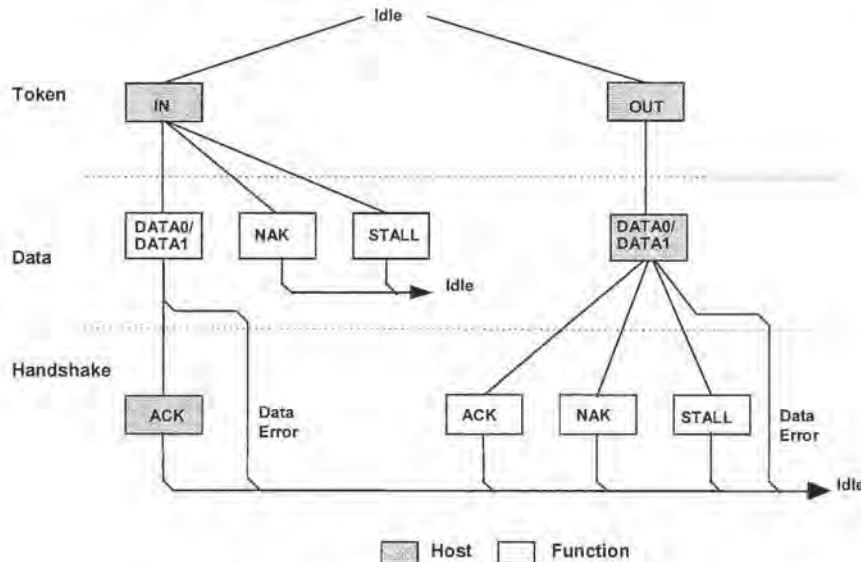 Idle
Token
IN
OUT
DATA0/
DATA1
NAK
STALL
DATA0/
DATA1
Data
Idle
Handshake
ACK
Data
Error
ACK
NAK
STALL
Data
Error
Idle
Host
Function